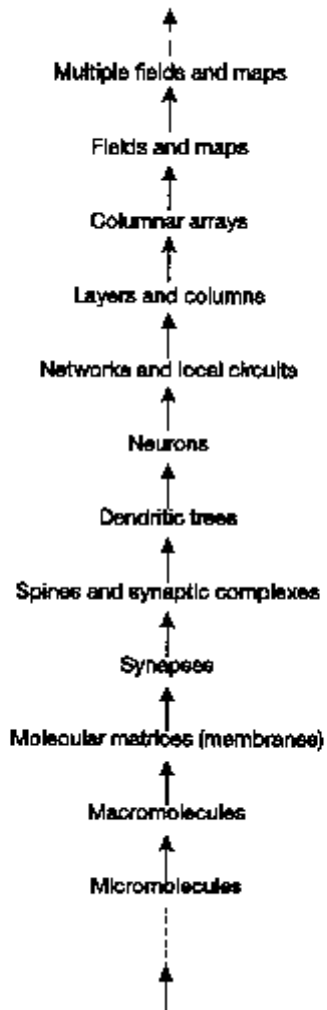 Multiple fields and maps
Fields and maps
Columnar arrays
Layers and columns
Networks and local circuits
Neurons
Dendritic trees
Spines and synaptic complexes
Synapses
Molecular matrices (membranes)
Macromolecules
Micromolecules